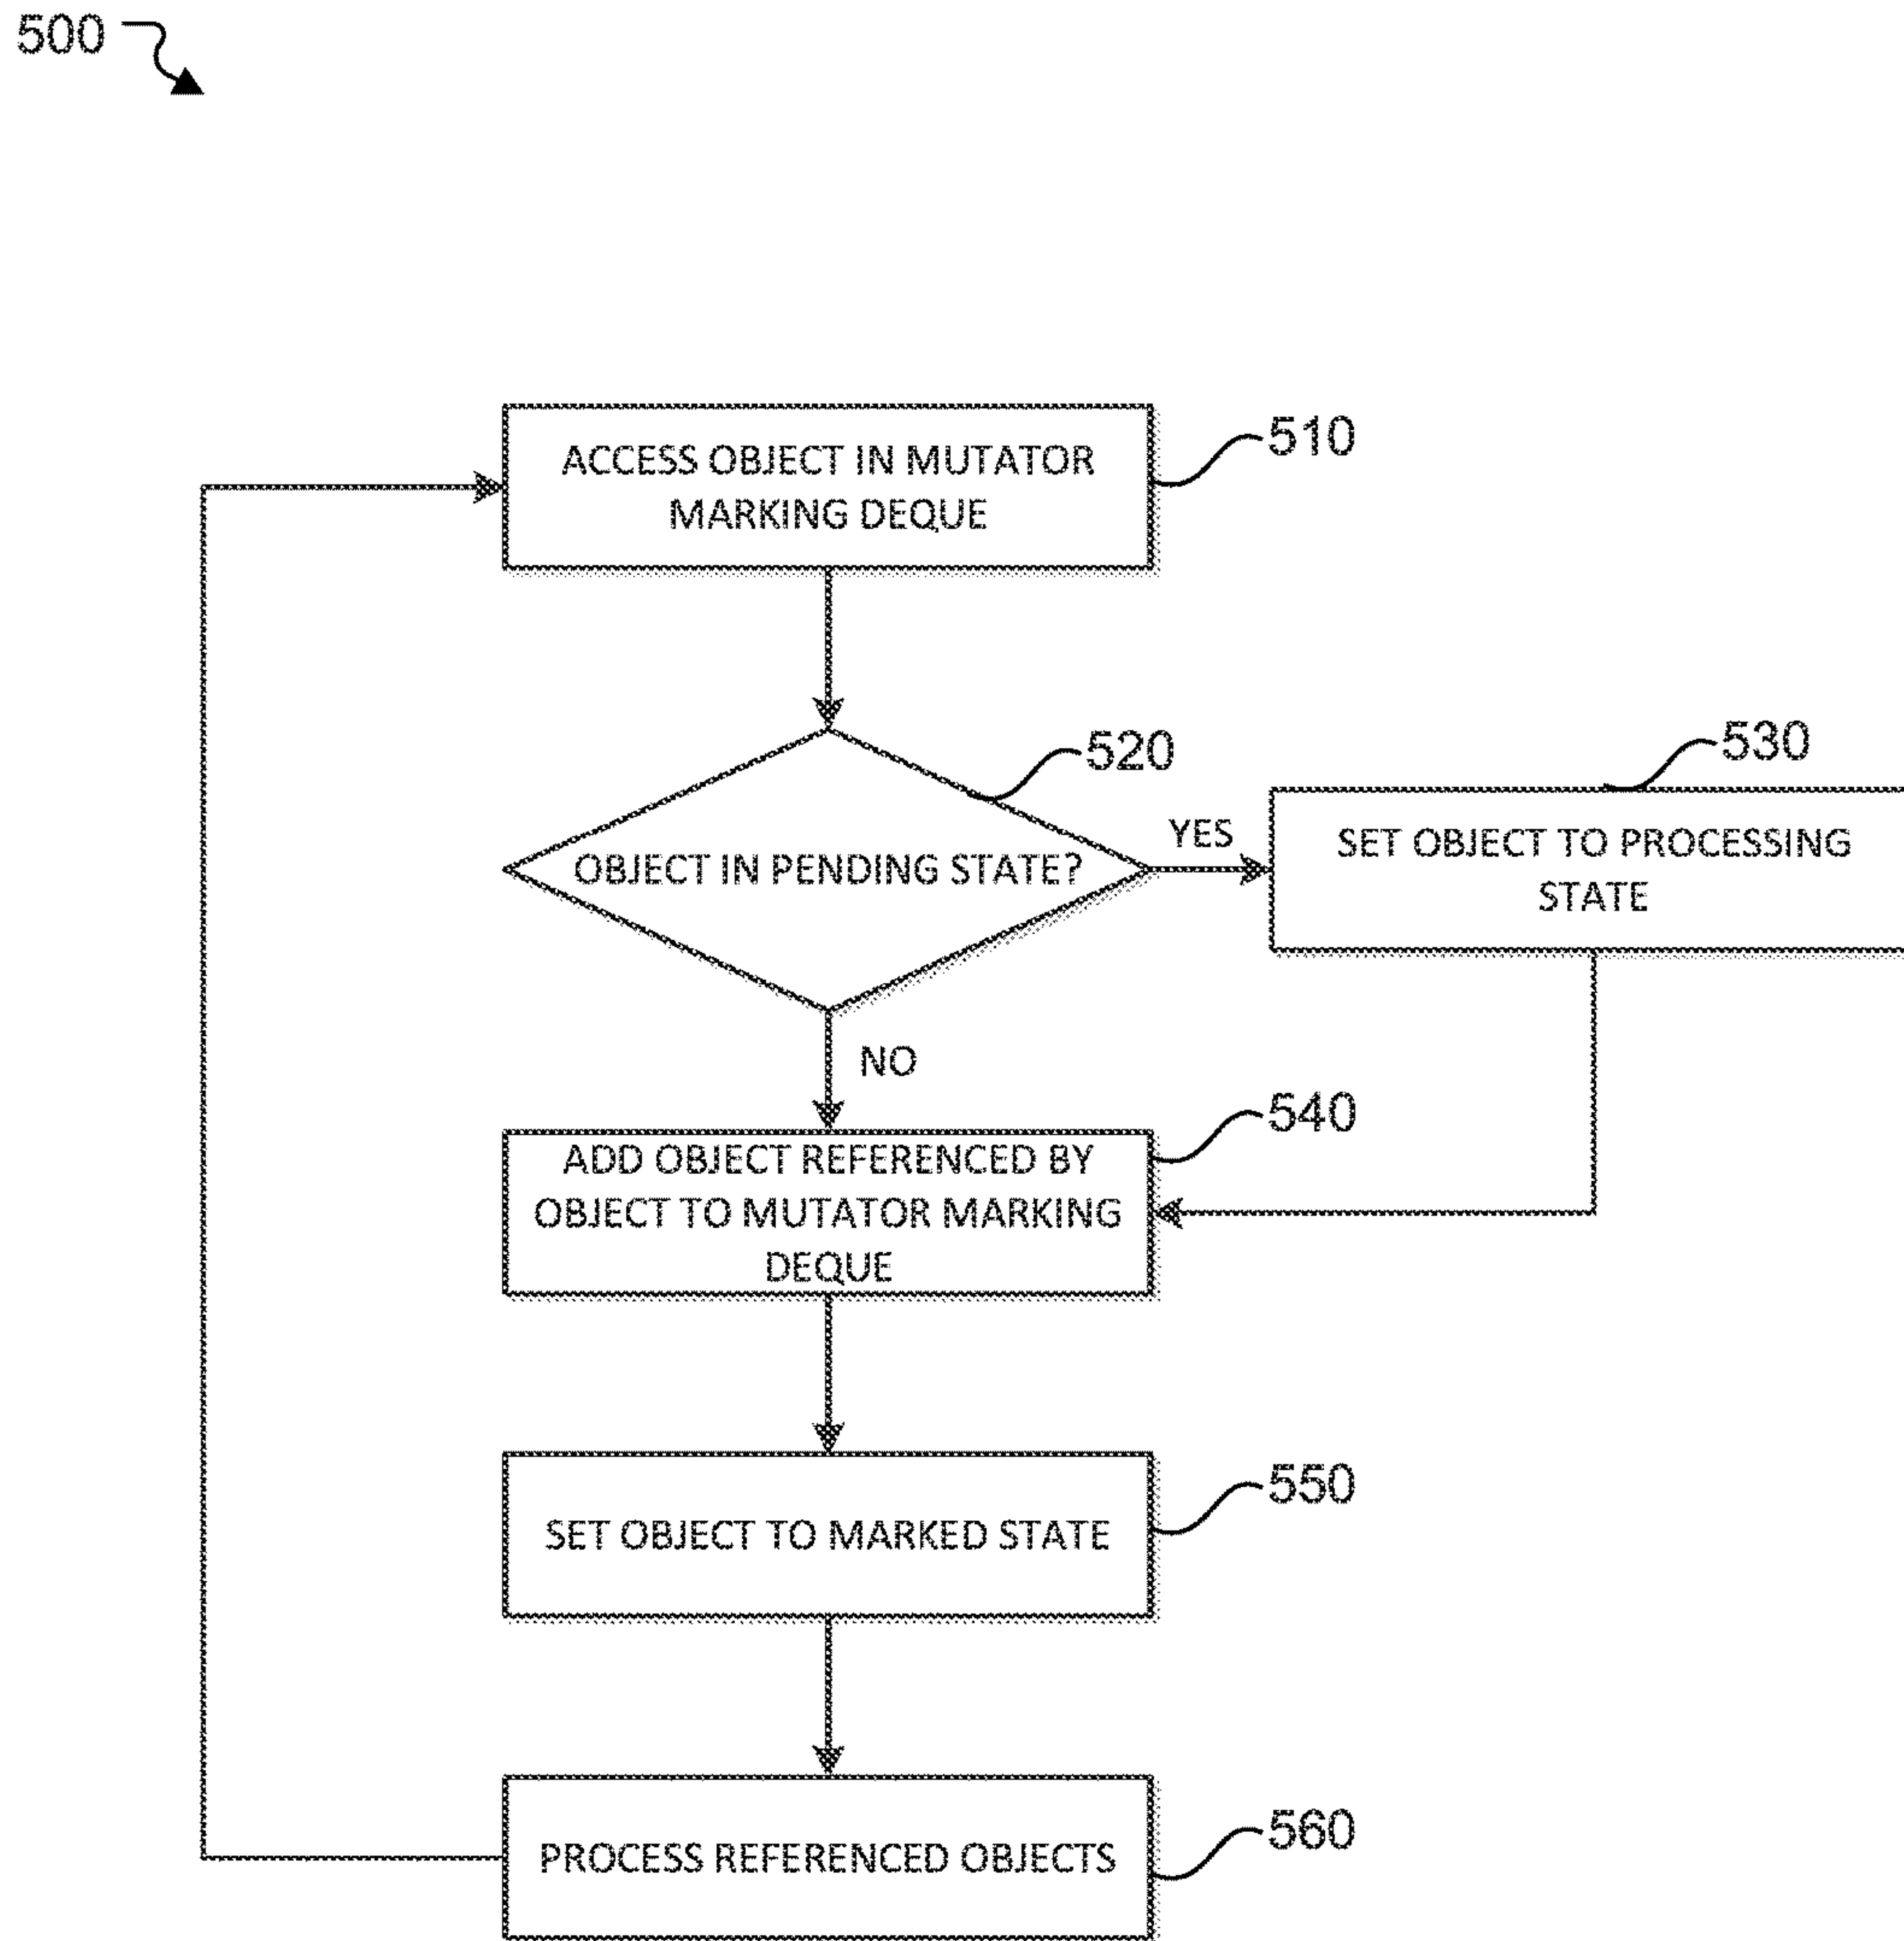 500
ACCESS OBJECT IN MUTATOR
MARKING DEQUE
510
OBJECT IN PENDING STATE?
520
YES
SET OBJECT TO PROCESSING
STATE
530
NO
ADD OBJECT REFERENCED BY
OBJECT TO MUTATOR MARKING
DEQUE
540
SET OBJECT TO MARKED STATE
550
PROCESS REFERENCED OBJECTS
560